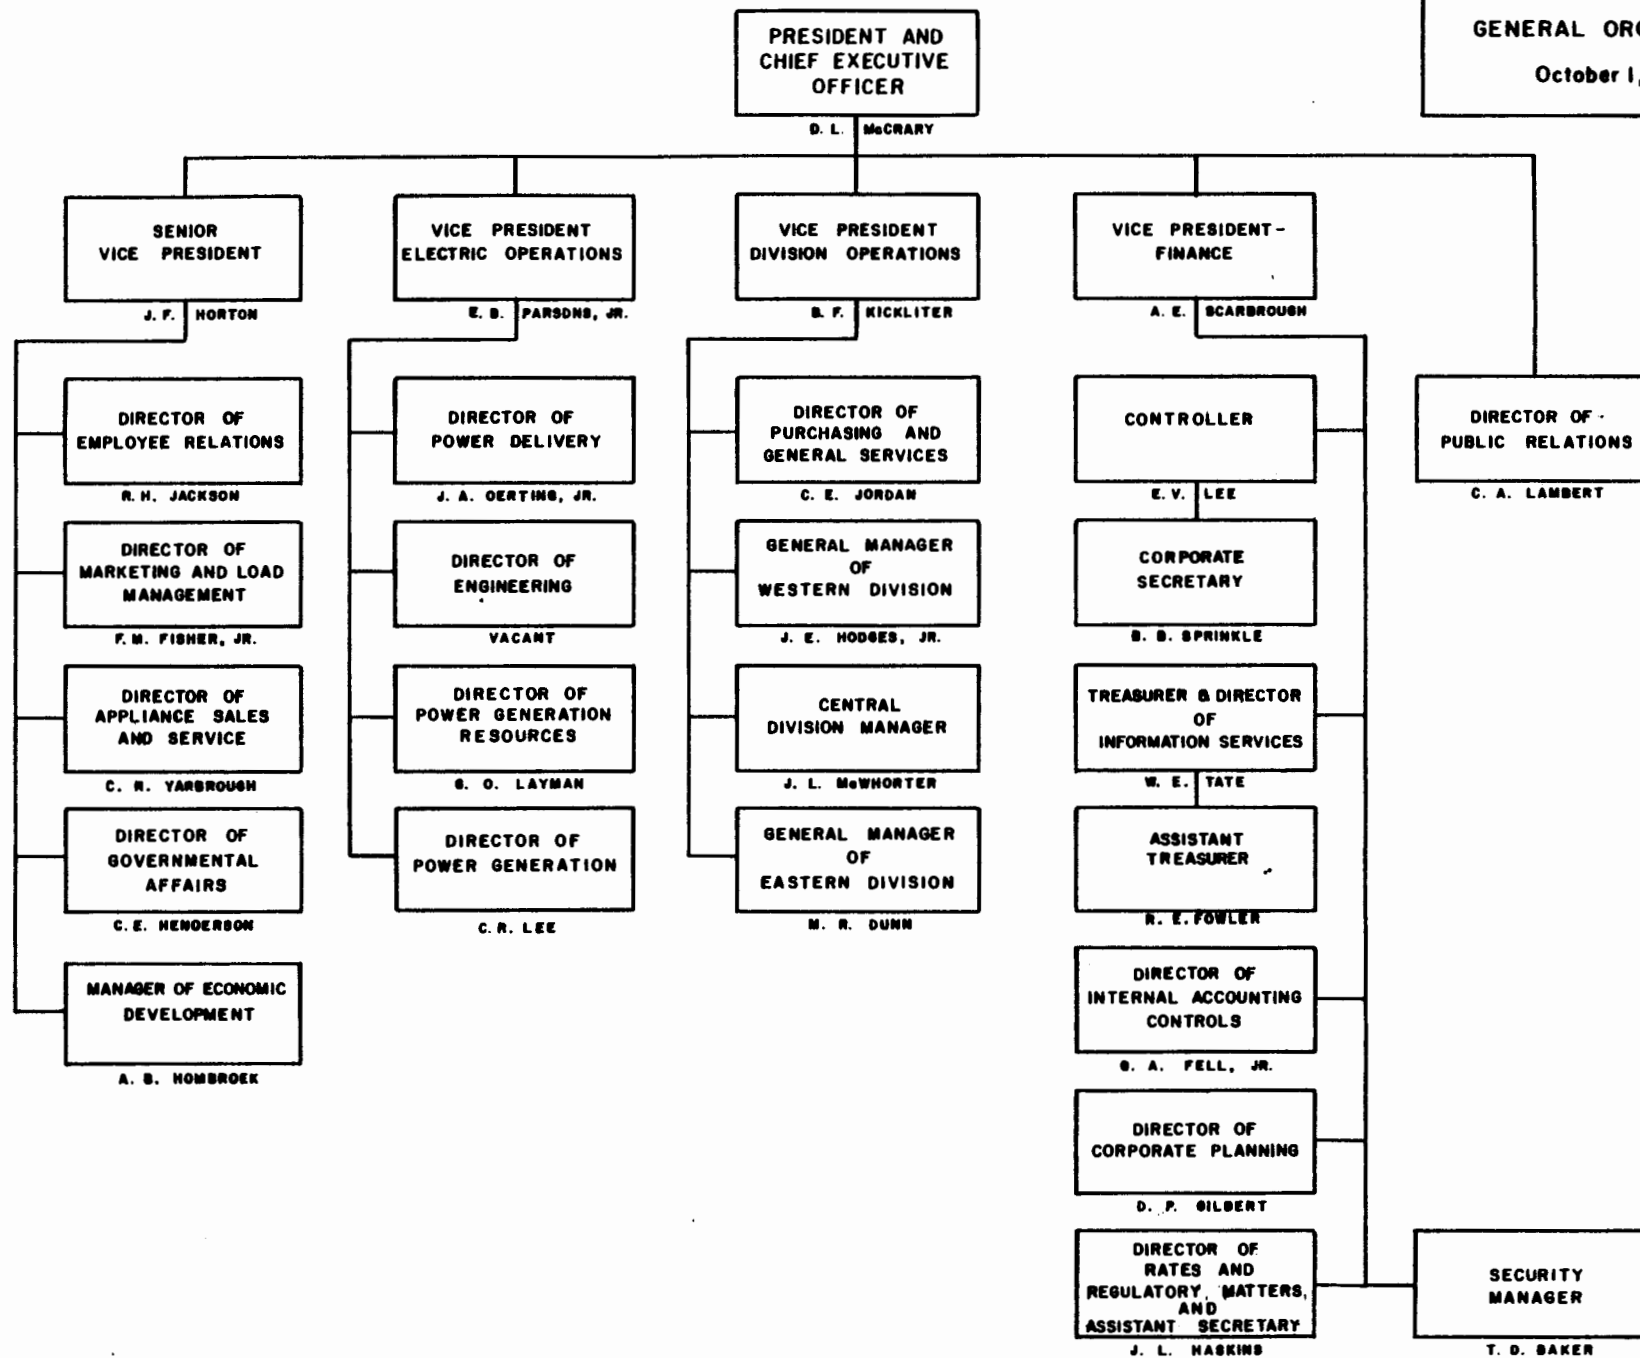 PRESIDENT AND
CHIEF EXECUTIVE
OFFICER
D. L. McCRARY
GENERAL
October 1,
SENIOR
VICE PRESIDENT
J. F. HORTON
DIRECTOR OF
EMPLOYEE RELATIONS
R. H. JACKSON
DIRECTOR OF
MARKETING AND LOAD
MANAGEMENT
F. M. FISHER, JR.
DIRECTOR OF
APPLIANCE SALES
AND SERVICE
C. R. YARBROUGH
DIRECTOR OF
GOVERNMENTAL
AFFAIRS
C. E. HENDERSON
MANAGER OF ECONOMIC
DEVELOPMENT
A. B. HOMBROEK
VICE PRESIDENT
ELECTRIC OPERATIONS
E. B. PARSONS, JR.
DIRECTOR OF
POWER DELIVERY
J. A. OERTING, JR.
DIRECTOR OF
ENGINEERING
VACANT
DIRECTOR OF
POWER GENERATION
RESOURCES
G. O. LAYMAN
DIRECTOR OF
POWER GENERATION
C. R. LEE
VICE PRESIDENT
DIVISION OPERATIONS
B. F. KICKLITER
DIRECTOR OF
PURCHASING AND
GENERAL SERVICES
C. E. JORDAN
GENERAL MANAGER
OF
WESTERN DIVISION
J. E. HODGES, JR.
CENTRAL
DIVISION MANAGER
J. L. McWHORTER
GENERAL MANAGER
OF
EASTERN DIVISION
M. R. DUNN
VICE PRESIDENT-
FINANCE
A. E. SCARBROUGH
CONTROLLER
E. V. LEE
CORPORATE
SECRETARY
B. B. SPRINKLE
TREASURER & DIRECTOR
OF
INFORMATION SERVICES
W. E. TATE
ASSISTANT
TREASURER
R. E. FOWLER
DIRECTOR OF
INTERNAL ACCOUNTING
CONTROLS
G. A. FELL, JR.
DIRECTOR OF
CORPORATE PLANNING
D. P. GILBERT
DIRECTOR OF
RATES AND
REGULATORY, MATTERS,
AND
ASSISTANT SECRETARY
J. L. HASKINS
DIRECTOR OF
PUBLIC RELATIONS
C. A. LAMBERT
SECURITY
MANAGER
T. D. BAKER